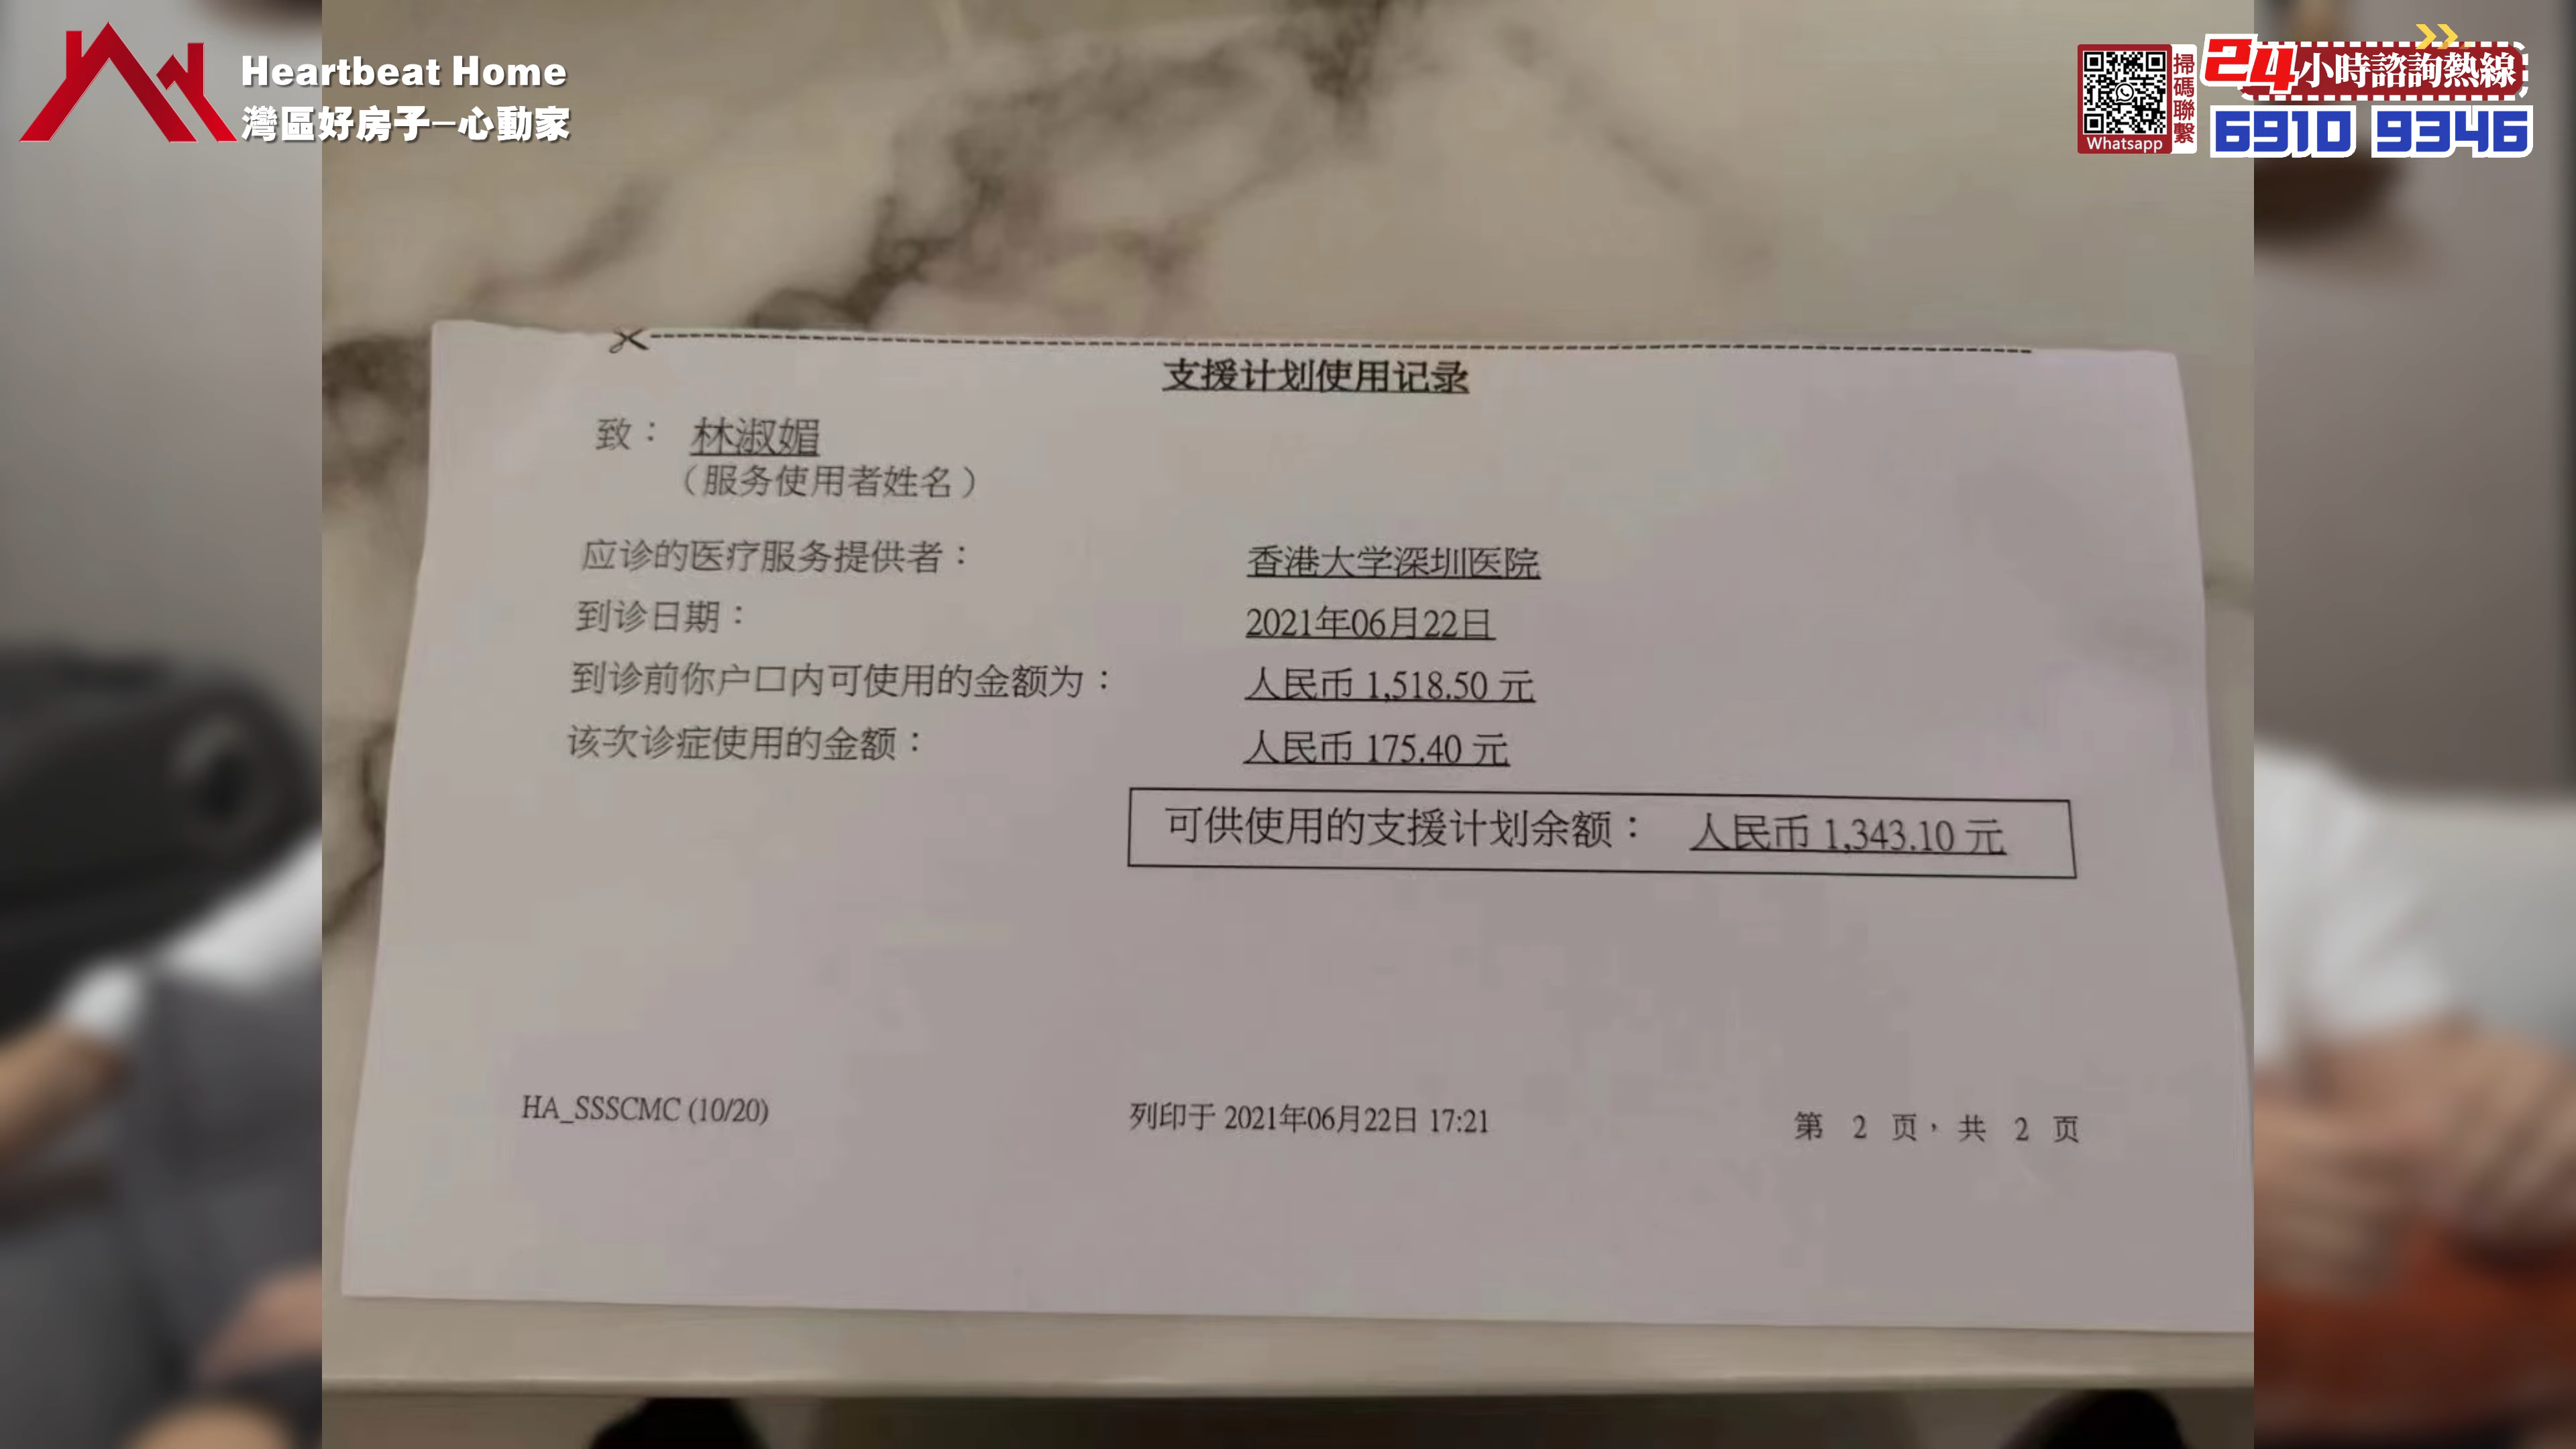 Heartbeat Home
灣區好房子－心動家
掃碼聯繫
Whatsapp
24小時諮詢熱線
6910 9346
支援计划使用记录
致： 林淑媚
（服务使用者姓名）
应诊的医疗服务提供者： 香港大学深圳医院
到诊日期： 2021年06月22日
到诊前你户口内可使用的金额为： 人民币 1,518.50 元
该次诊症使用的金额： 人民币 175.40 元
可供使用的支援计划余额： 人民币 1,343.10 元
HA_SSSCMC (10/20) 列印于 2021年06月22日 17:21 第 2 页，共 2 页